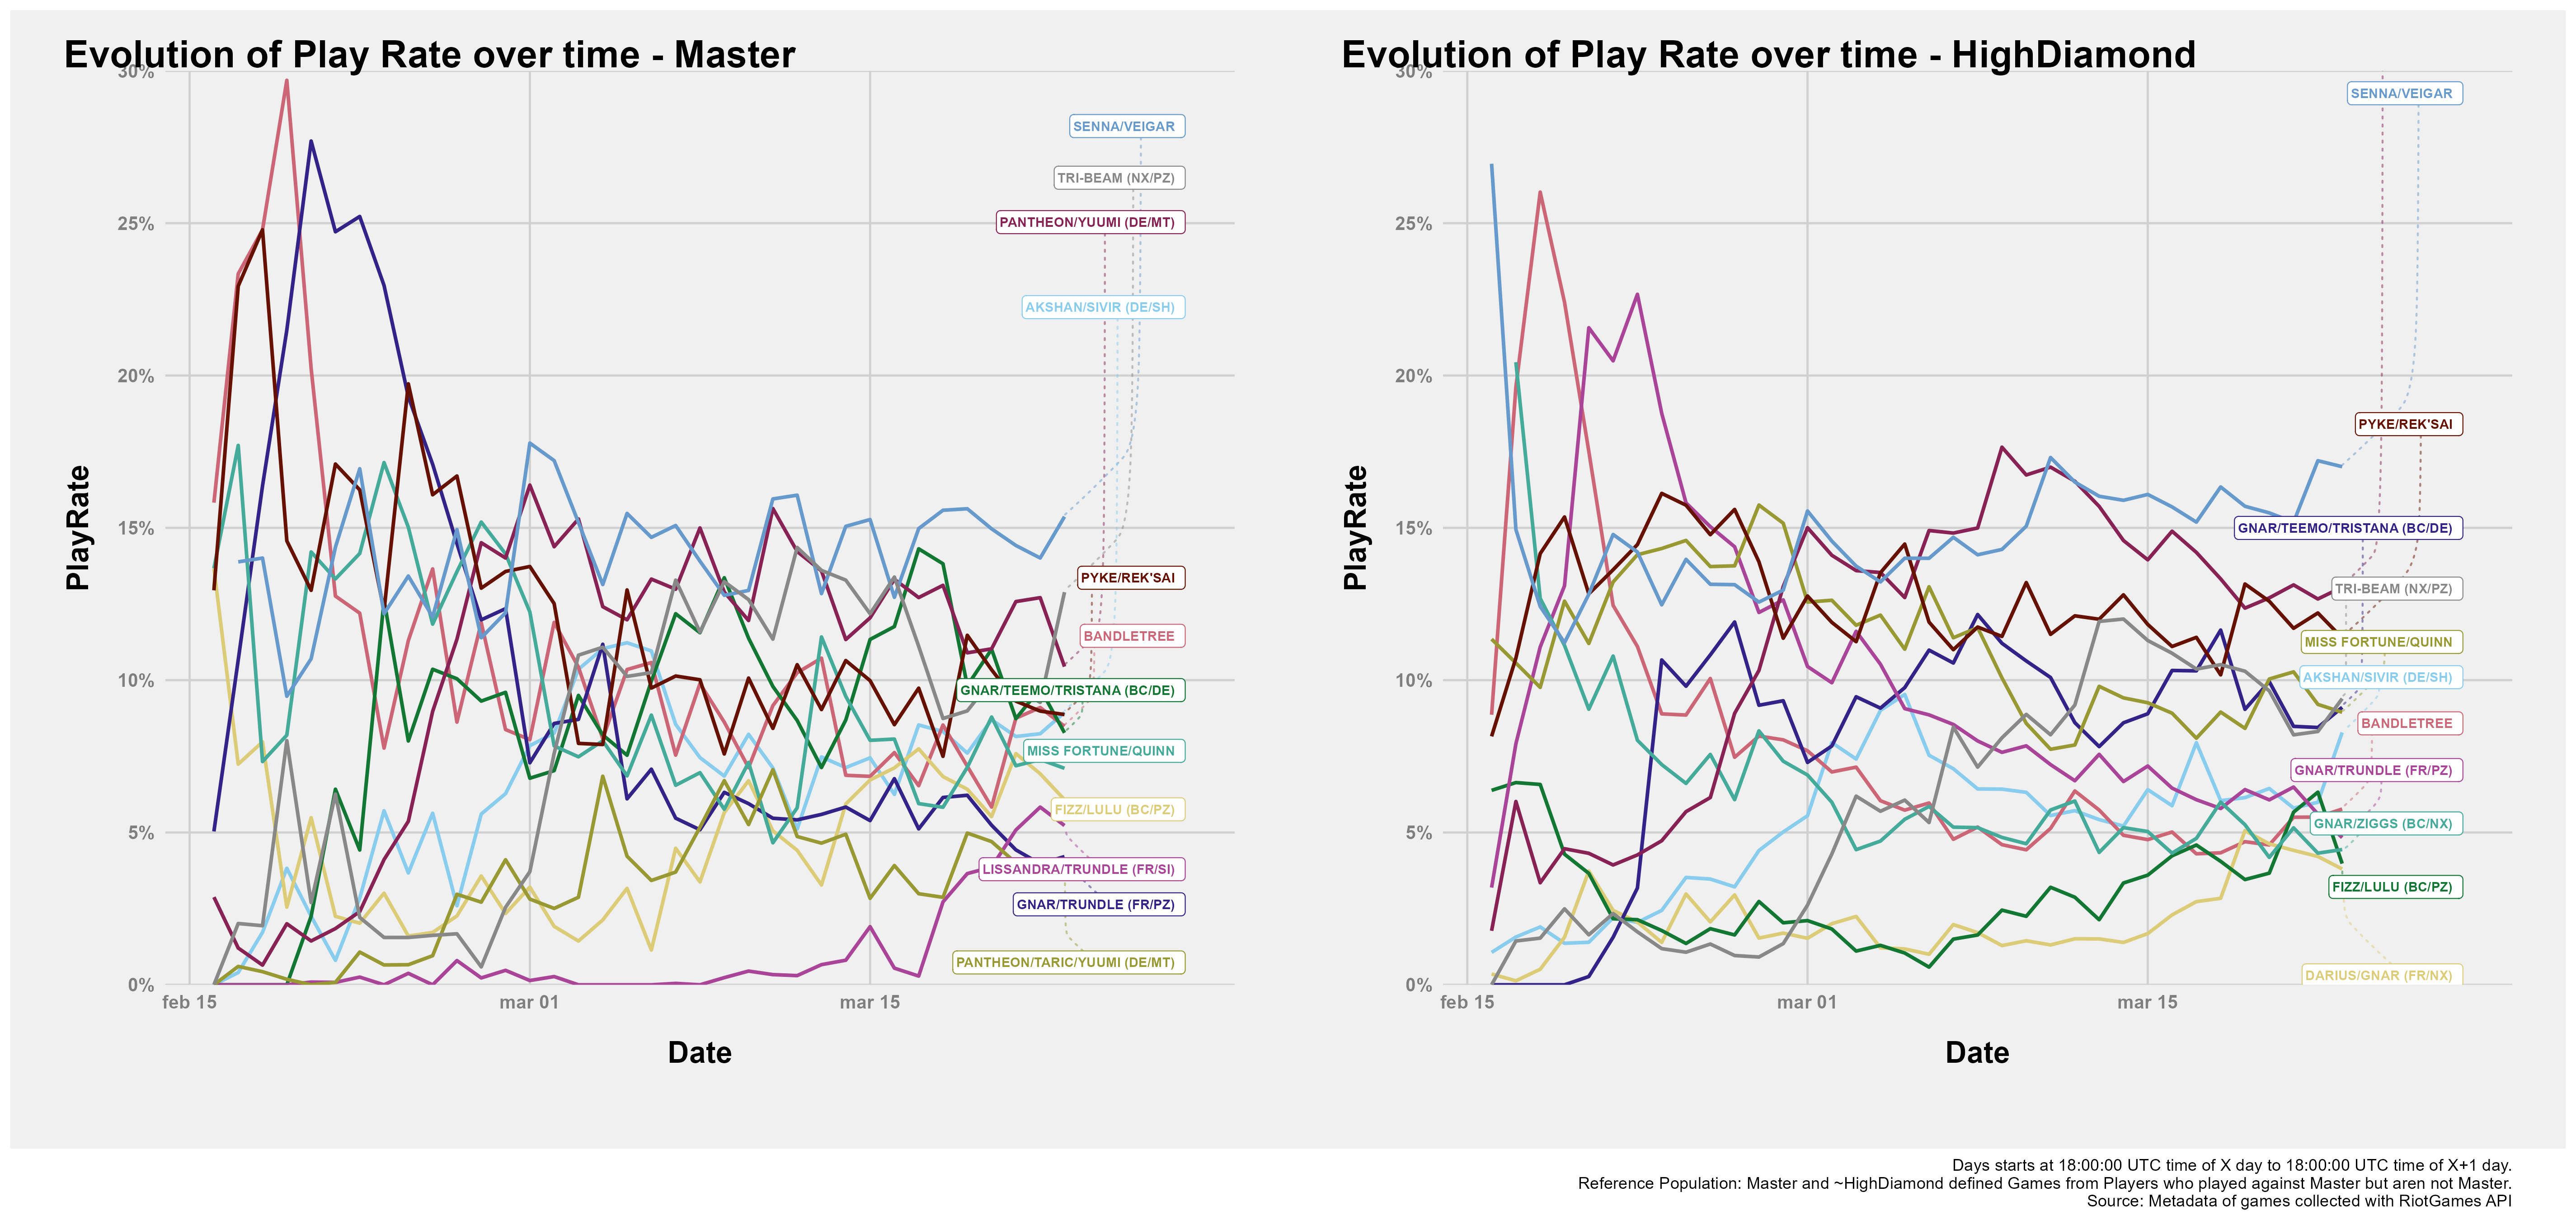 Evolution of Play Rate over time - Master
30%
25%
20%
15%
10%
5%
0%
PlayRate
SENNA/VEIGAR
TRI-BEAM (NX/PZ)
PANTHEON/YUUMI (DE/MT)
AKSHAN/SIVIR (DE/SH)
PYKE/REK'SAI
BANDLETREE
GNAR/TEEMO/TRISTANA (BC/DE)
MISS FORTUNE/QUINN
FIZZ/LULU (BC/PZ)
LISSANDRA/TRUNDLE (FR/SI)
GNAR/TRUNDLE (FR/PZ)
PANTHEON/TARIC/YUUMI (DE/MT)
feb 15
mar 01
mar 15
Date
Evolution of Play Rate over time - HighDiamond
30%
25%
20%
15%
10%
5%
0%
PlayRate
SENNA/VEIGAR
PYKE/REK'SAI
GNAR/TEEMO/TRISTANA (BC/DE)
TRI-BEAM (NX/PZ)
MISS FORTUNE/QUINN
AKSHAN/SIVIR (DE/SH)
BANDLETREE
GNAR/TRUNDLE (FR/PZ)
GNAR/ZIGGS (BC/NX)
FIZZ/LULU (BC/PZ)
DARIUS/GNAR (FR/NX)
feb 15
mar 01
mar 15
Date
Days starts at 18:00:00 UTC time of X day to 18:00:00 UTC time of X+1 day.
Reference Population: Master and ~HighDiamond defined Games from Players who played against Master but aren not Master.
Source: Metadata of games collected with RiotGames API